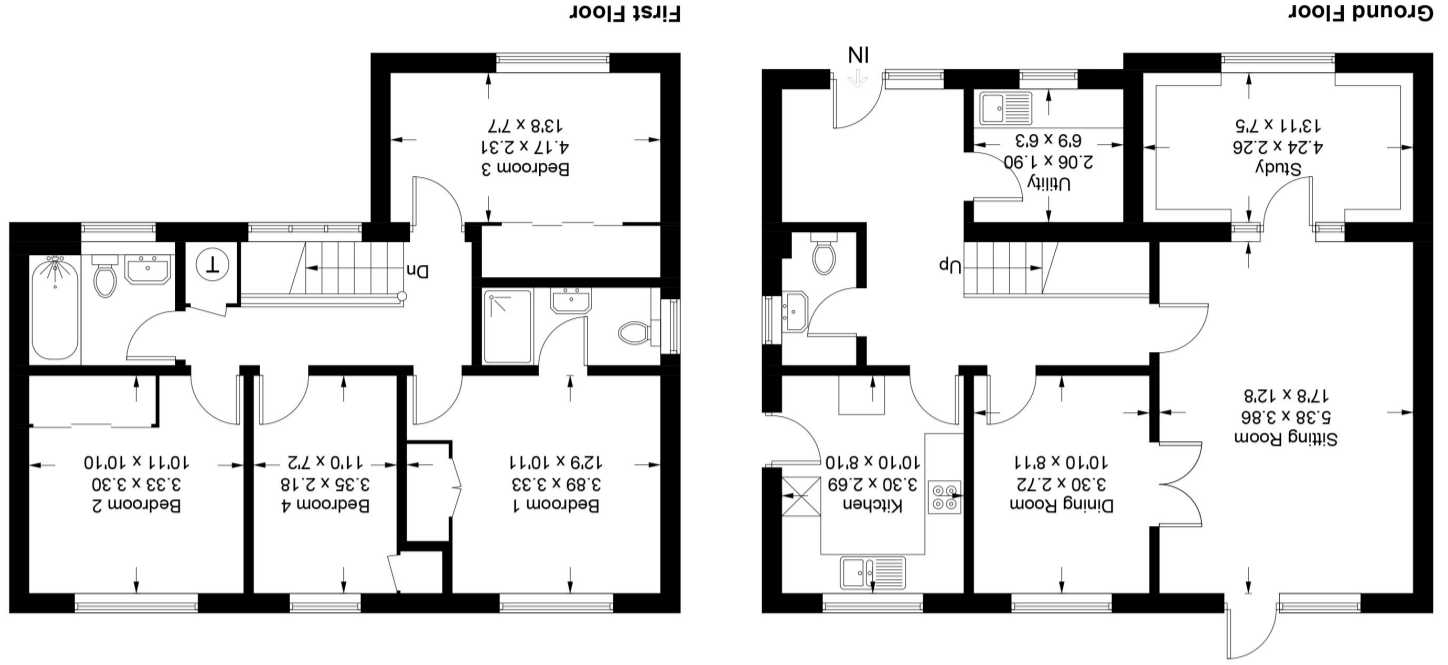 Ground Floor
Sitting Room
5.38 x 3.86
17'8 x 12'8
Dining Room
3.30 x 2.72
10'10 x 8'11
Kitchen
3.30 x 2.69
10'10 x 8'10
Up
Study
4.24 x 2.26
13'11 x 7'5
Utility
2.06 x 1.90
6'9 x 6'3
IN
First Floor
Bedroom 1
3.89 x 3.33
12'9 x 10'11
Bedroom 4
3.35 x 2.18
11'0 x 7'2
Bedroom 2
3.33 x 3.30
10'11 x 10'10
Dn
T
Bedroom 3
4.17 x 2.31
13'8 x 7'7